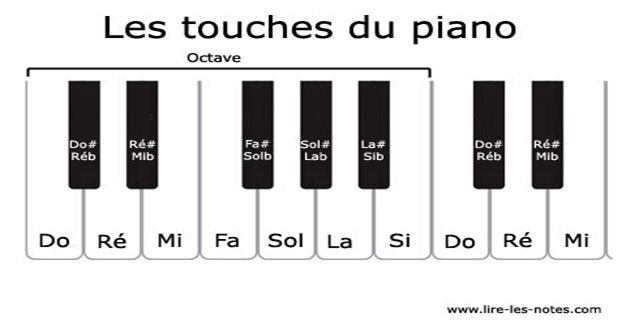 Les touches du piano
Octave
Do# Ré# Fa# Sol# La# Do# Ré#
Réb Mib Solb Lab Sib Réb Mib
Do Ré Mi Fa Sol La Si Do Ré Mi
www.lire-les-notes.com